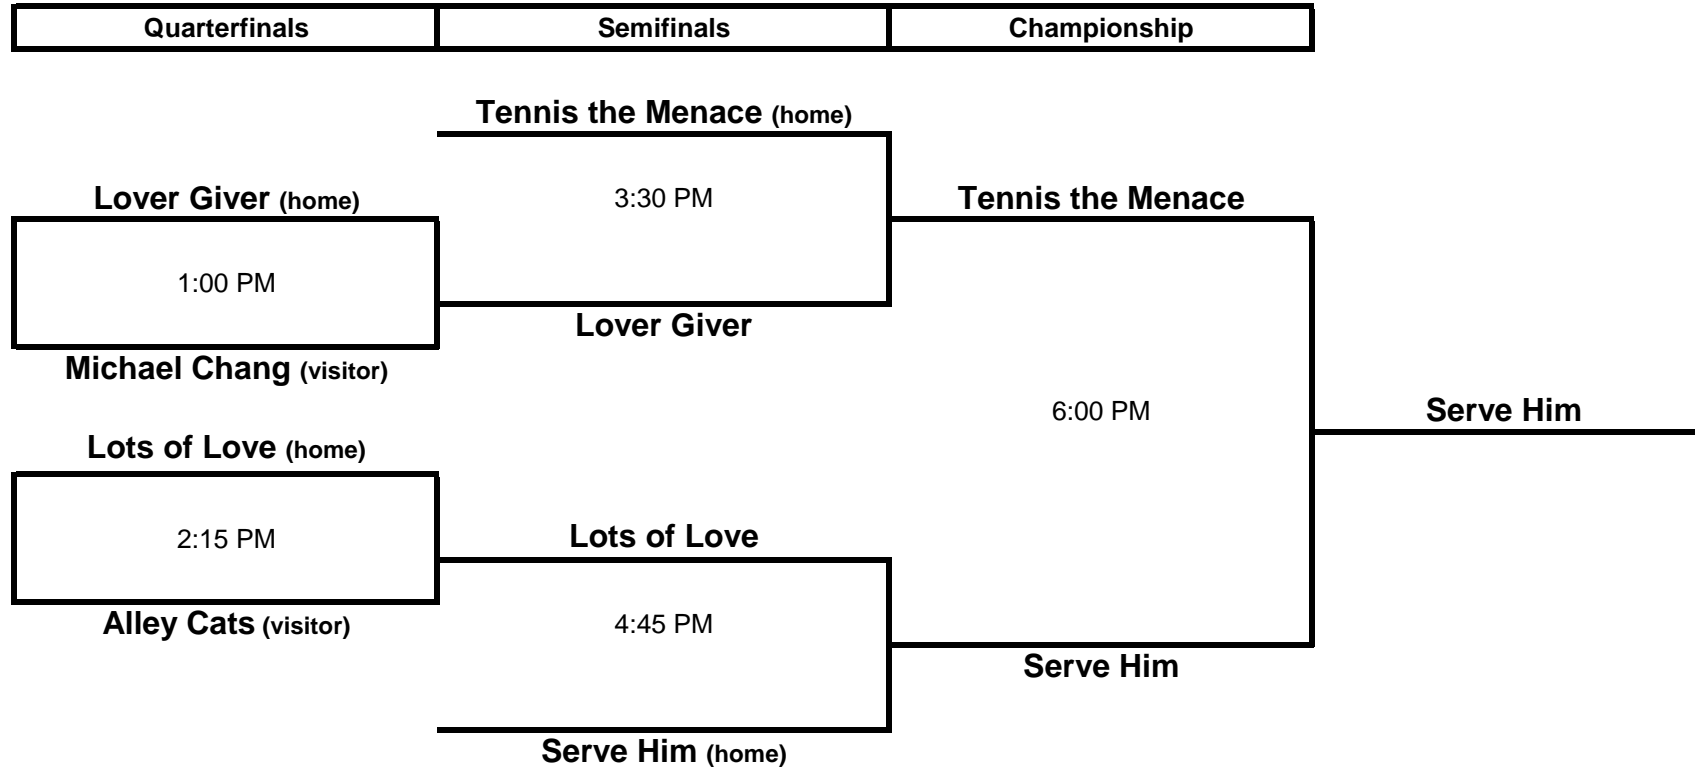 Quarterfinals Semifinals Championship
Tennis the Menace (home)
Lover Giver (home)
3:30 PM
Tennis the Menace
1:00 PM
Lover Giver
Michael Chang (visitor)
6:00 PM
Serve Him
Lots of Love (home)
2:15 PM
Lots of Love
Alley Cats (visitor)
4:45 PM
Serve Him
Serve Him (home)